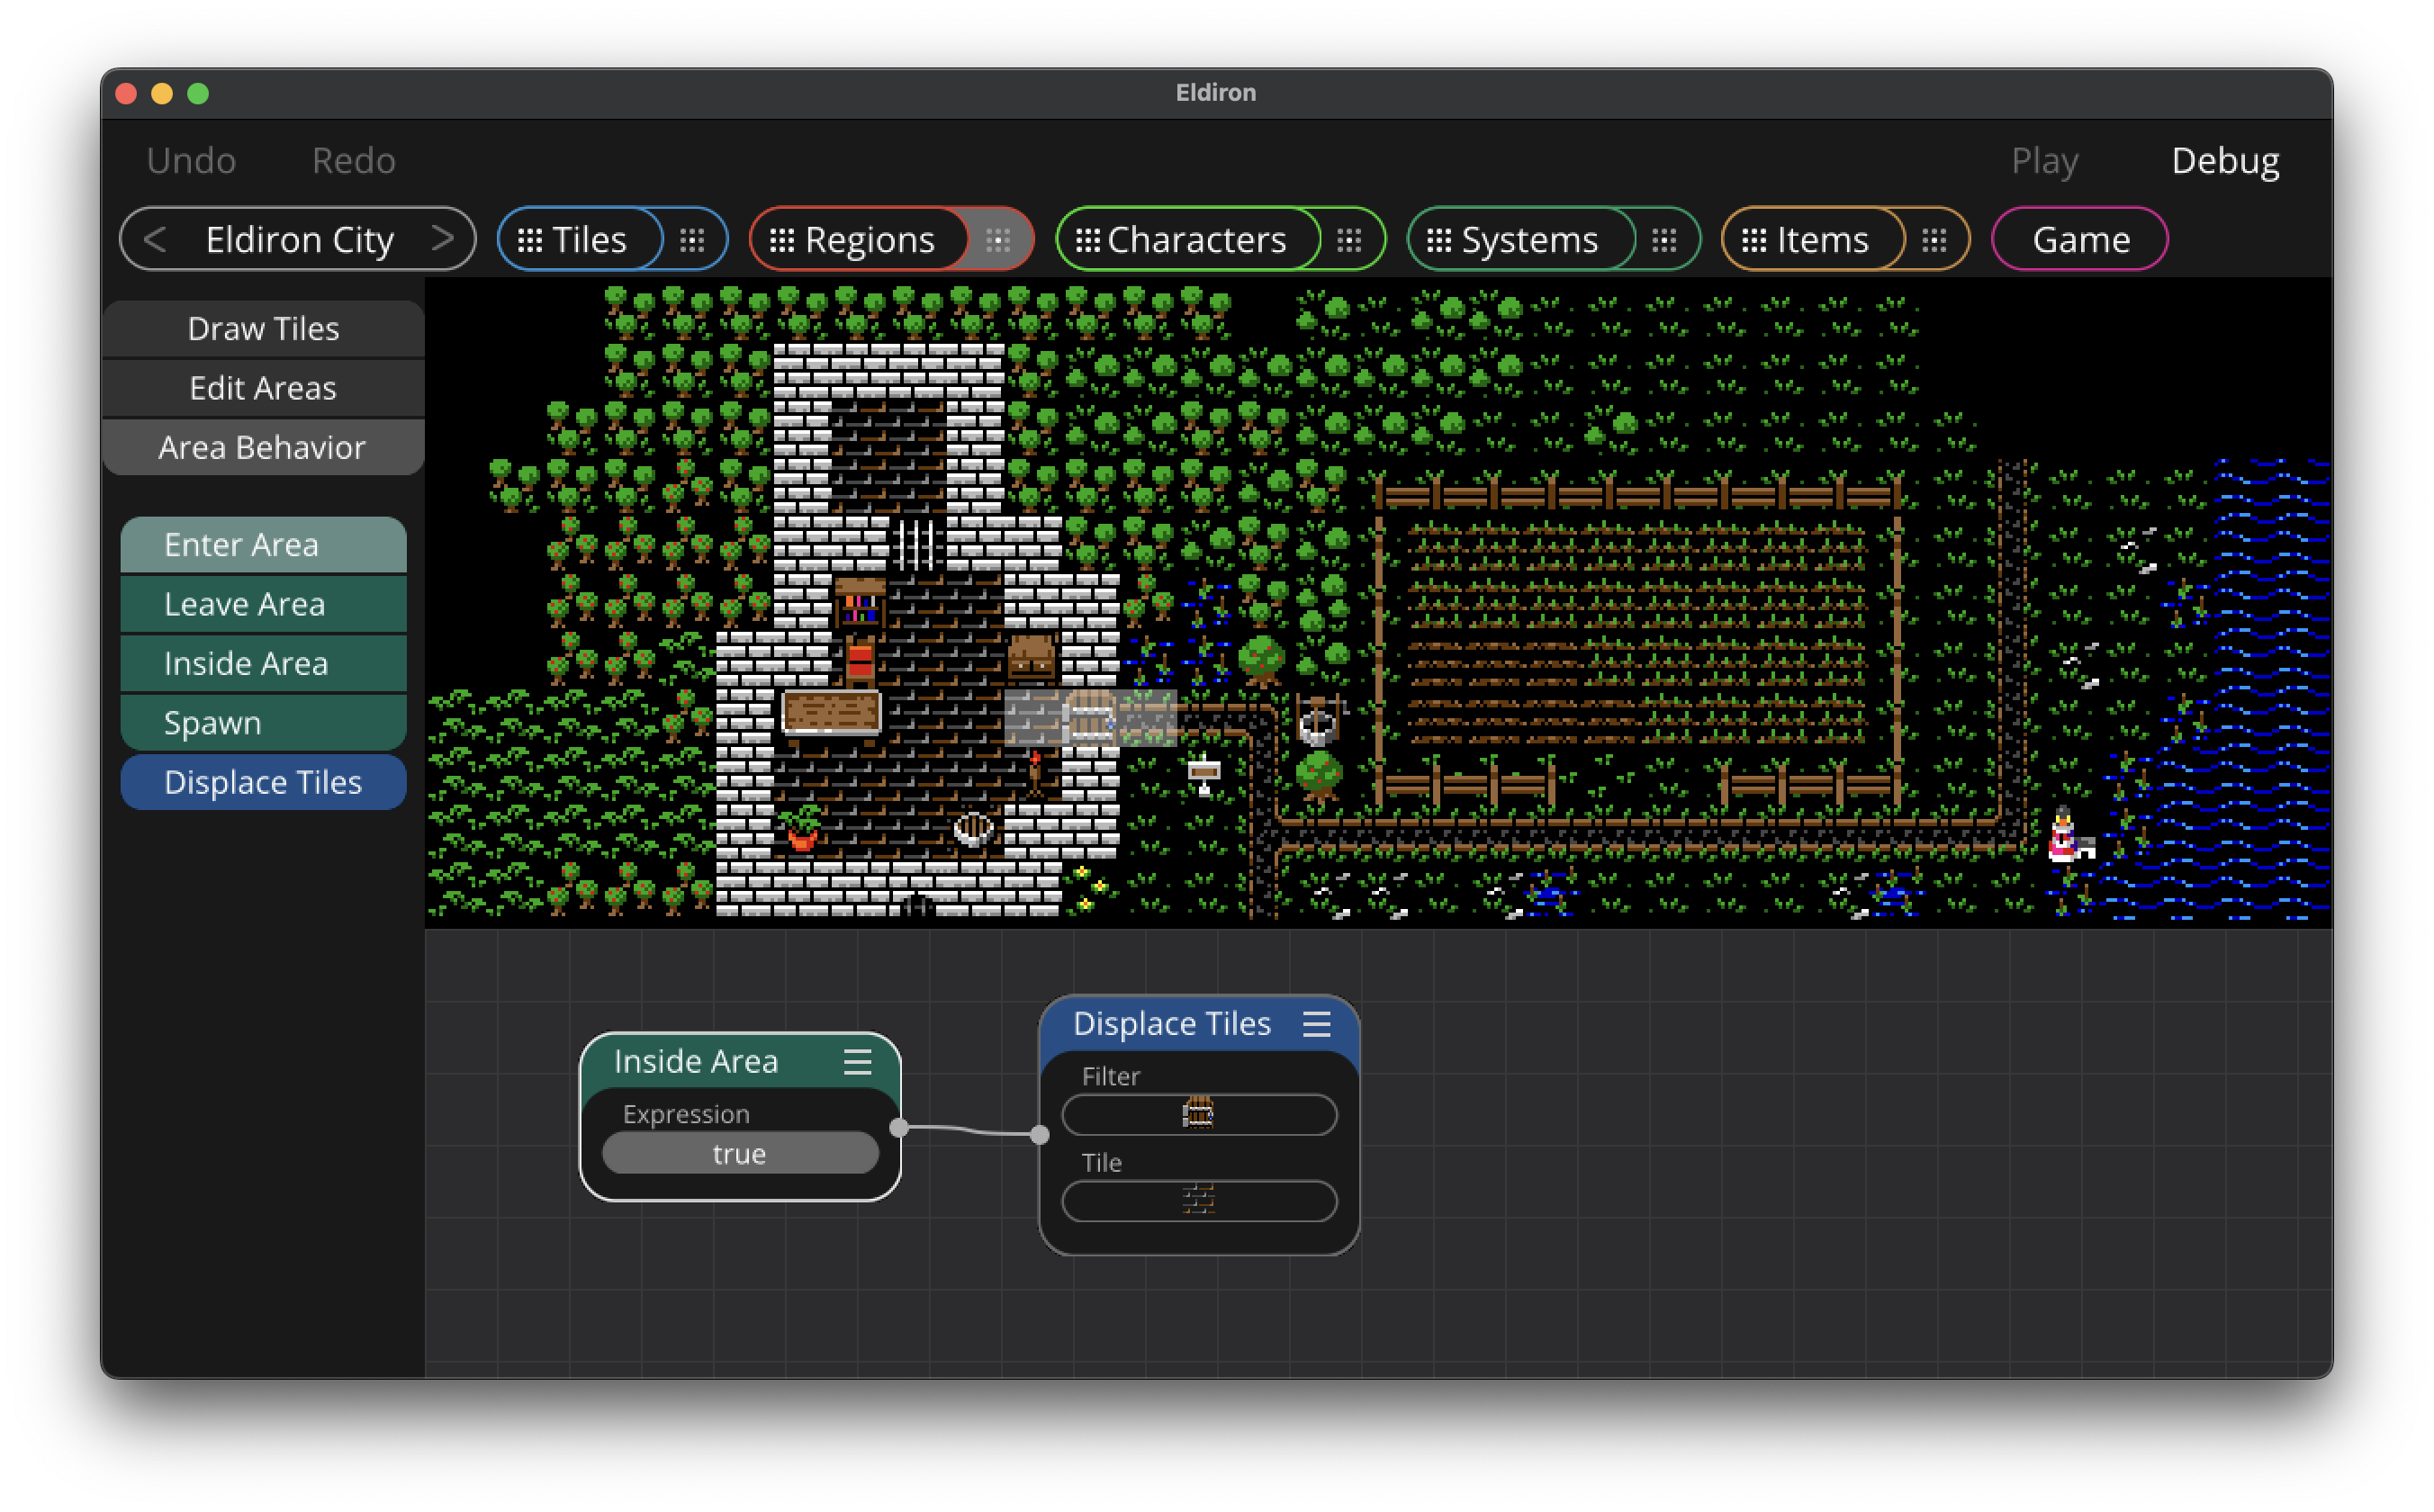 Eldiron
Undo Redo Play Debug
< Eldiron City > Tiles Regions Characters Systems Items Game
Draw Tiles
Edit Areas
Area Behavior
Enter Area
Leave Area
Inside Area
Spawn
Displace Tiles
Inside Area
Expression
true
Displace Tiles
Filter
Tile